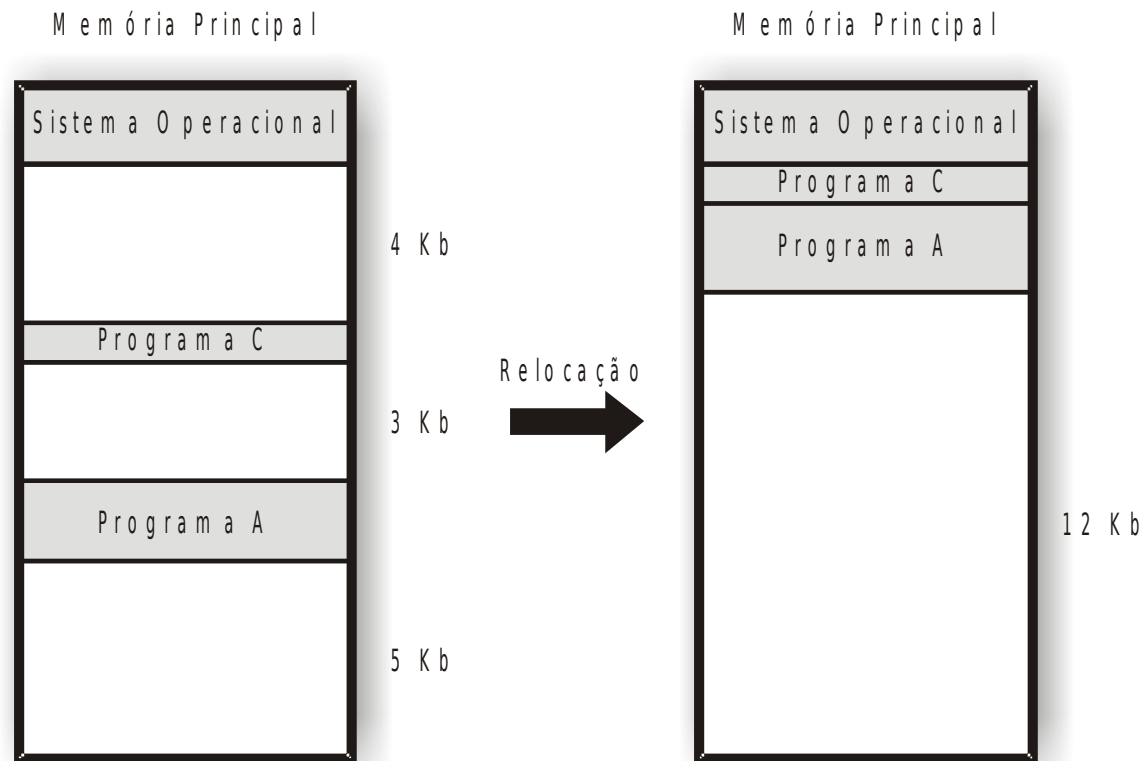 Memória Principal
Sistema Operacional
4 Kb
Programa C
3 Kb
Programa A
5 Kb
Relocação
Memória Principal
Sistema Operacional
Programa C
Programa A
12 Kb